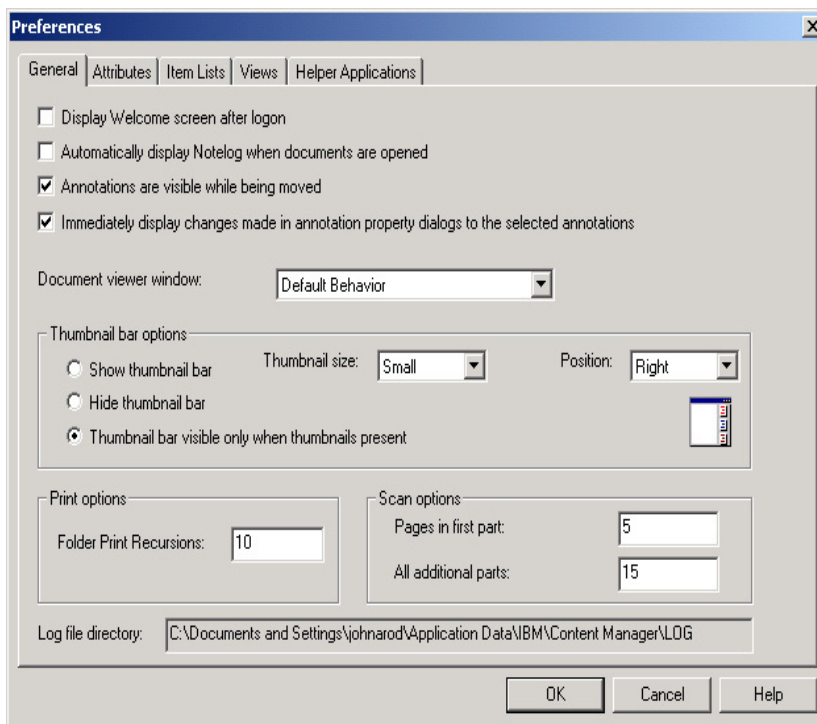 Preferences
General Attributes Item Lists Views Helper Applications
Display Welcome screen after logon
Automatically display Notelog when documents are opened
Annotations are visible while being moved
Immediately display changes made in annotation property dialogs to the selected annotations
Document viewer window: Default Behavior
Thumbnail bar options
Show thumbnail bar Thumbnail size: Small Position: Right
Hide thumbnail bar
Thumbnail bar visible only when thumbnails present
Print options Scan options
Pages in first part: 5
Folder Print Recursions: 10
All additional parts: 15
Log file directory: C:\Documents and Settings\johnarod\Application Data\IBM\Content Manager\LOG
OK Cancel Help